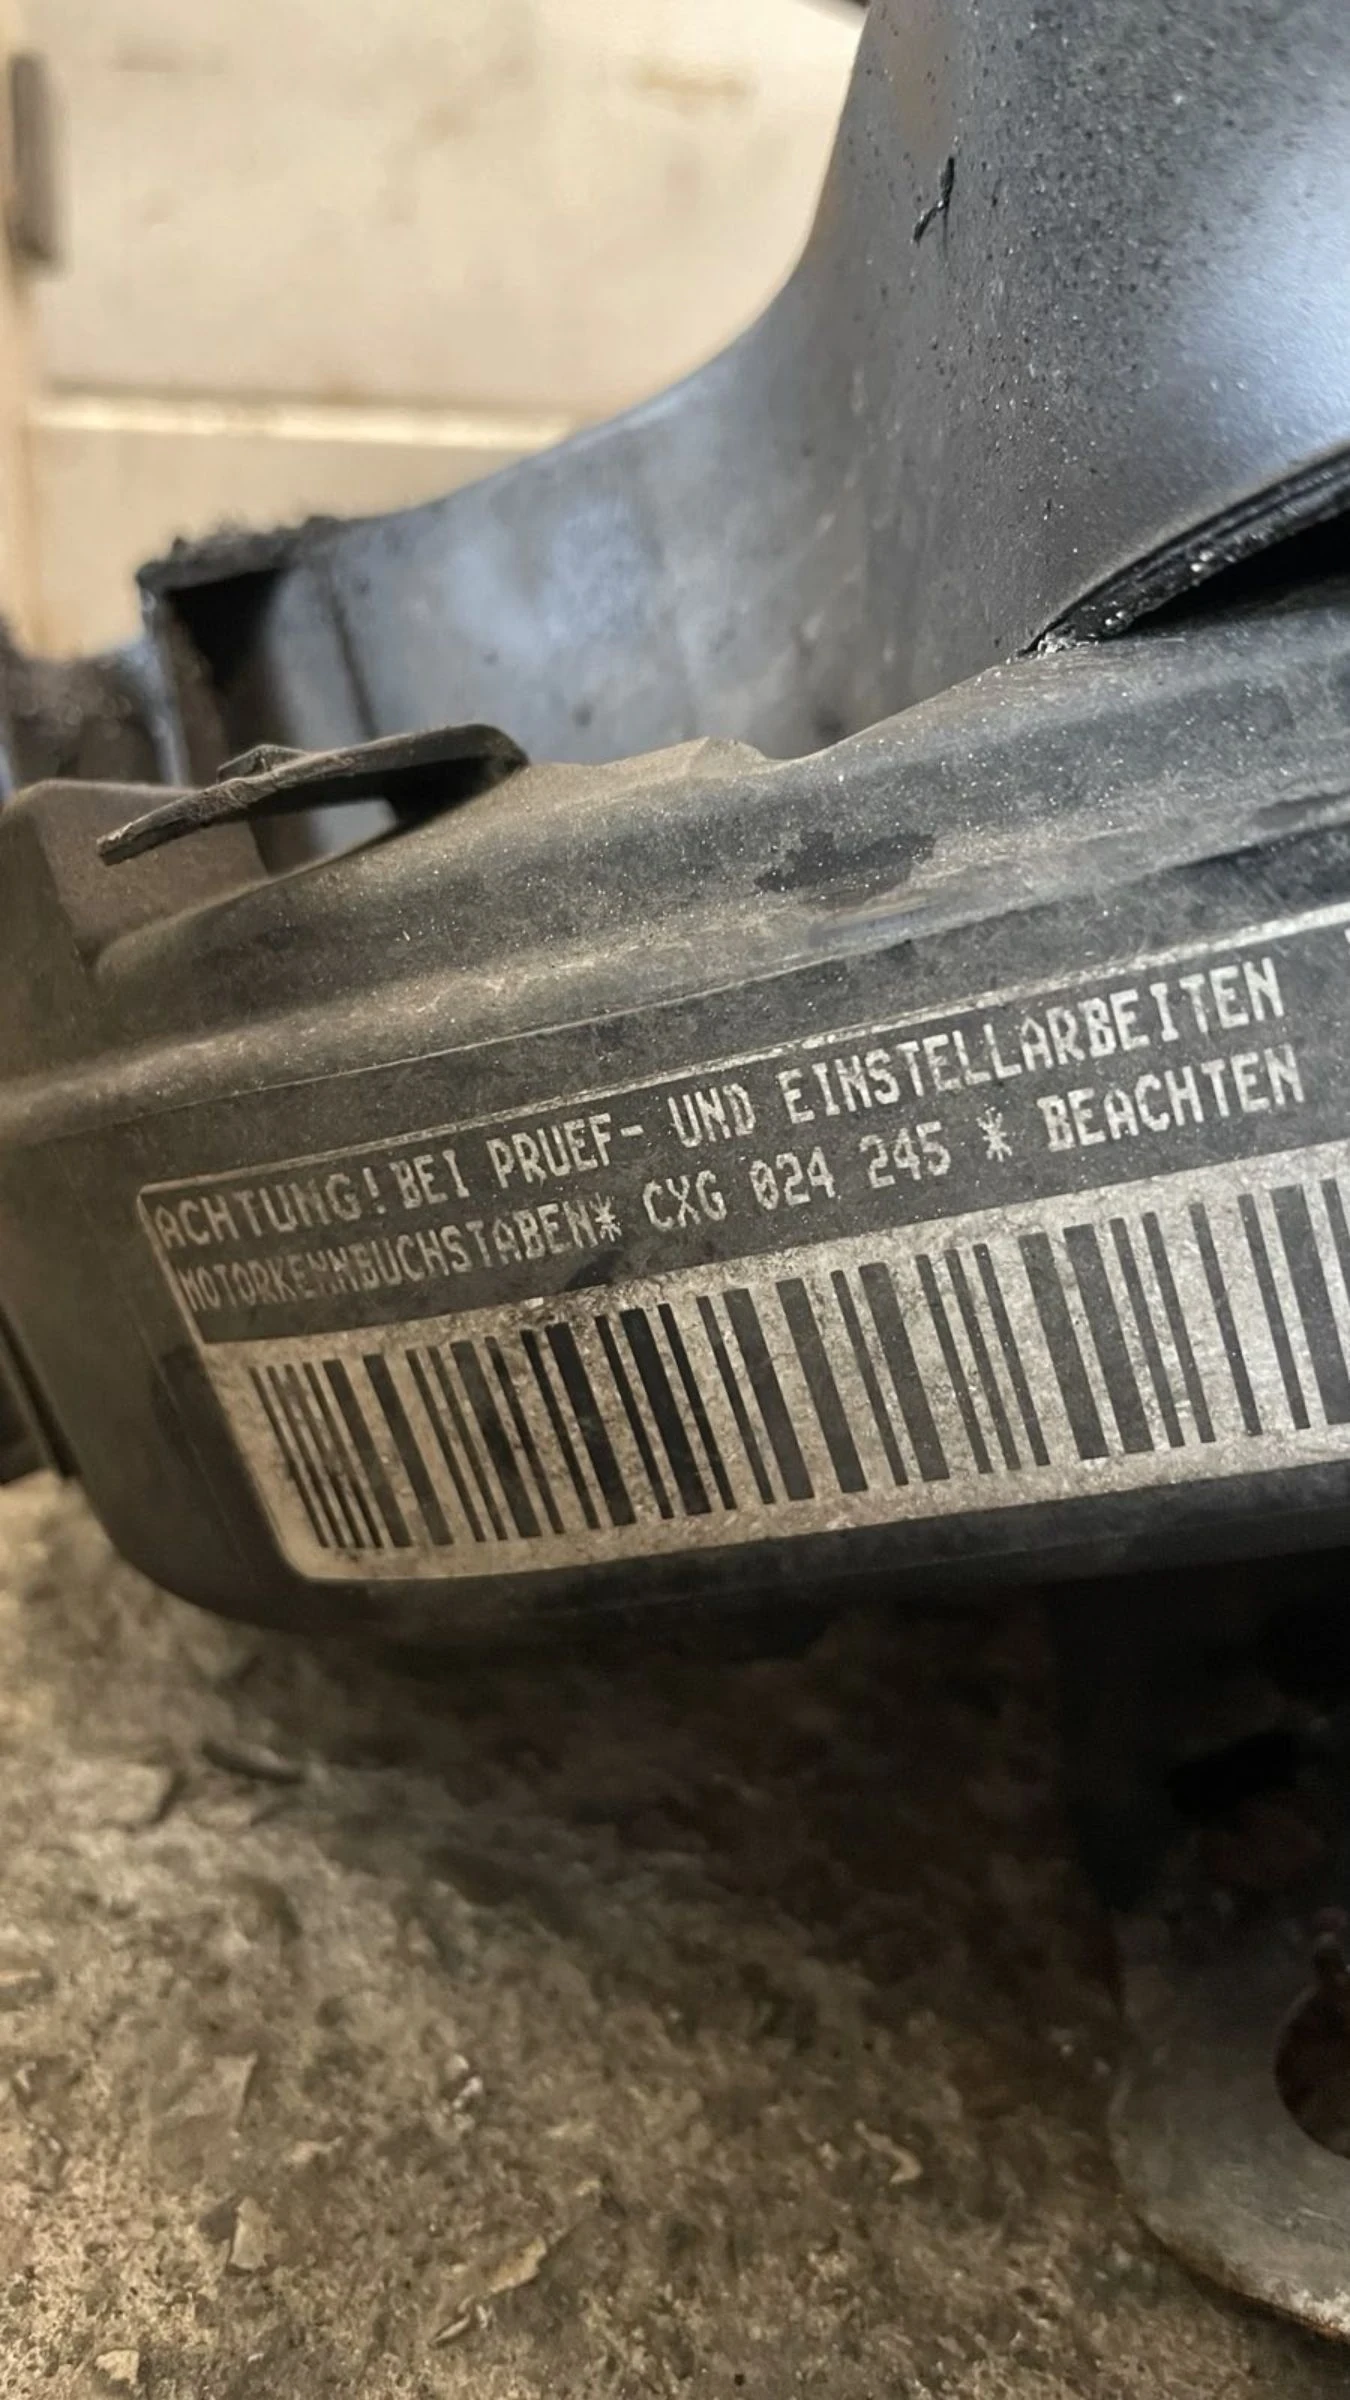 ACHTUNG! BEI PRUEF- UND EINSTELLARBEITEN
MOTORKENNBUCHSTABEN* CXG 024 245 * BEACHTEN